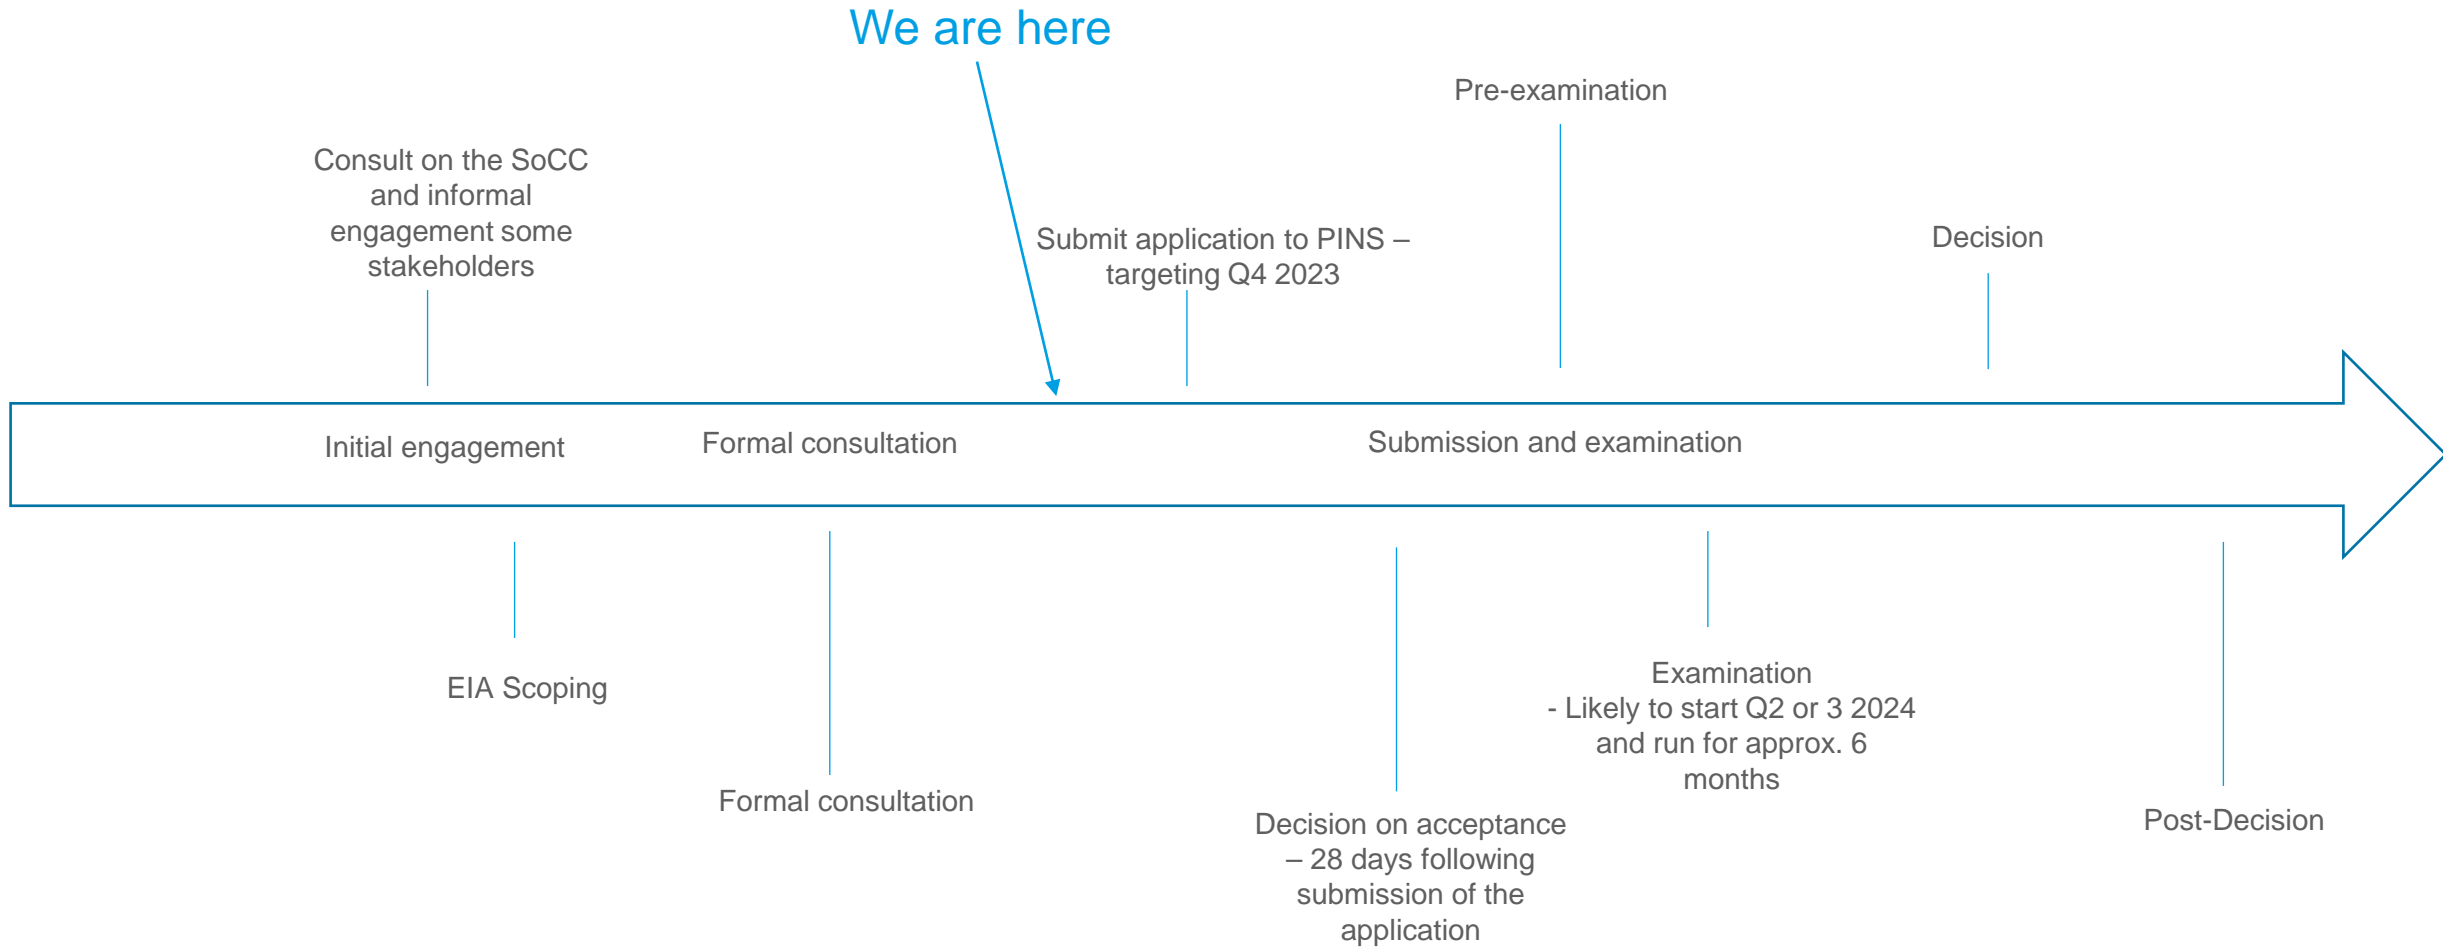 We are here
Pre-examination
Consult on the SoCC
and informal
engagement some
stakeholders
Submit application to PINS –
targeting Q4 2023
Decision
Initial engagement
Formal consultation
Submission and examination
EIA Scoping
Formal consultation
Decision on acceptance
– 28 days following
submission of the
application
Examination
- Likely to start Q2 or 3 2024
and run for approx. 6
months
Post-Decision